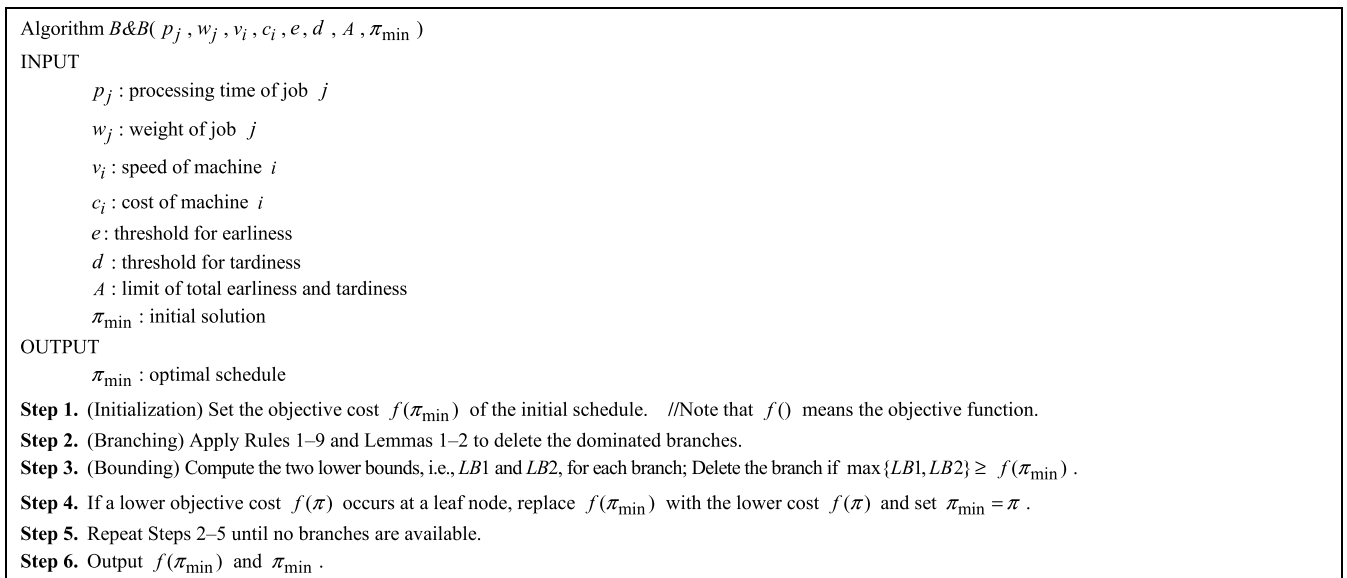 Algorithm B&B( p_j , w_j , v_i , c_i , e , d , A , π_min )
INPUT
p_j : processing time of job j
w_j : weight of job j
v_i : speed of machine i
c_i : cost of machine i
e : threshold for earliness
d : threshold for tardiness
A : limit of total earliness and tardiness
π_min : initial solution
OUTPUT
π_min : optimal schedule
Step 1. (Initialization) Set the objective cost f(π_min) of the initial schedule. //Note that f() means the objective function.
Step 2. (Branching) Apply Rules 1–9 and Lemmas 1–2 to delete the dominated branches.
Step 3. (Bounding) Compute the two lower bounds, i.e., LB1 and LB2, for each branch; Delete the branch if max{LB1, LB2} ≥ f(π_min) .
Step 4. If a lower objective cost f(π) occurs at a leaf node, replace f(π_min) with the lower cost f(π) and set π_min = π .
Step 5. Repeat Steps 2–5 until no branches are available.
Step 6. Output f(π_min) and π_min .